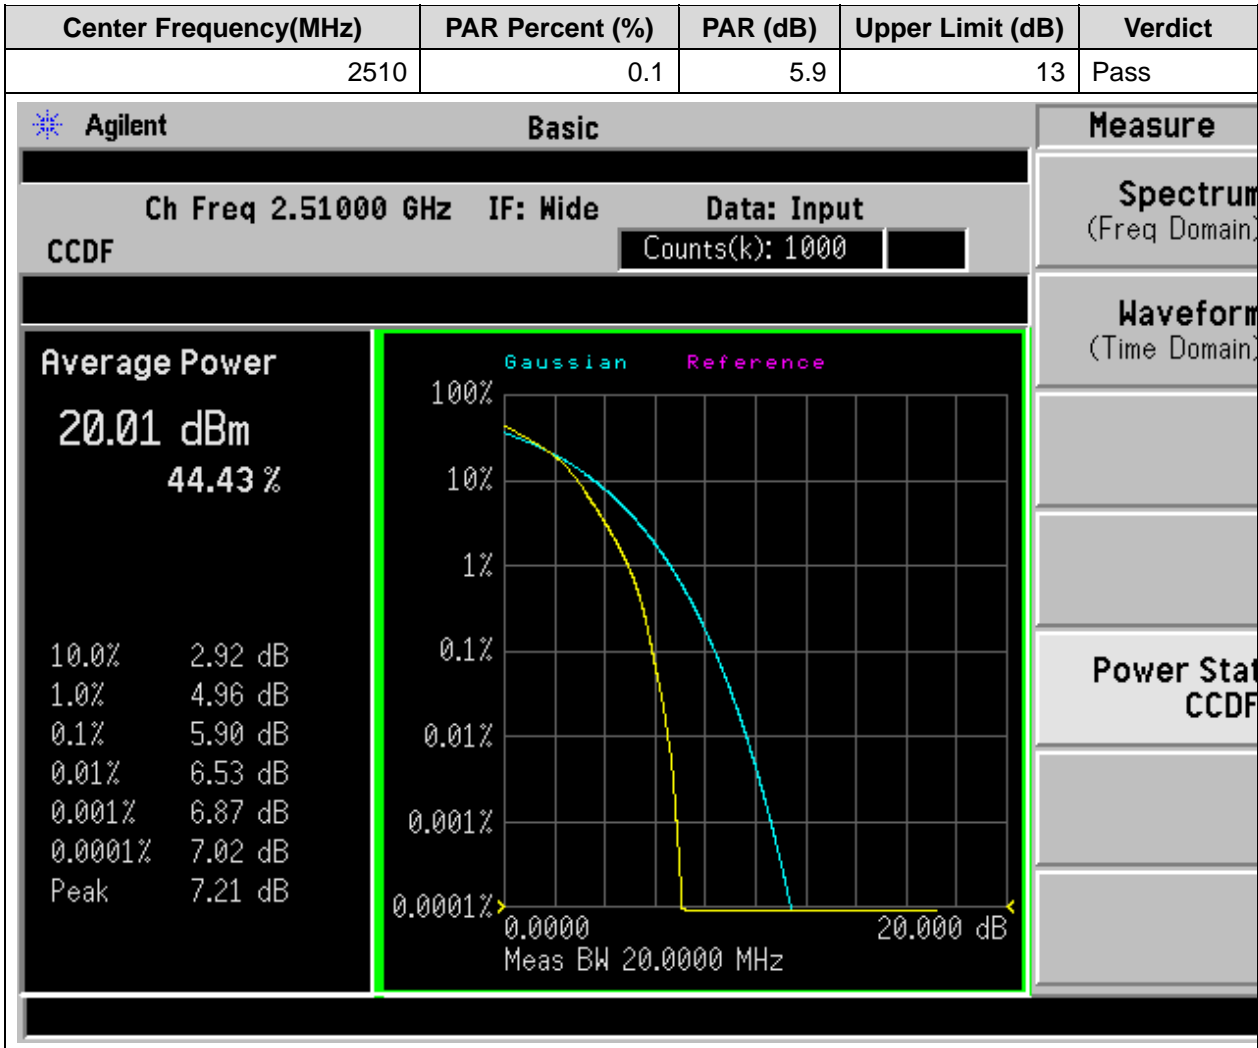 Center Frequency(MHz) PAR Percent (%) PAR (dB) Upper Limit (dB) Verdict
2510 0.1 5.9 13 Pass
Agilent Basic Measure
Ch Freq 2.51000 GHz IF: Wide Data: Input
CCDF Counts(k): 1000
Spectrum
(Freq Domain)
Waveform
(Time Domain)
Power Stat
CCDF
Average Power
20.01 dBm
44.43 %
10.0% 2.92 dB
1.0% 4.96 dB
0.1% 5.90 dB
0.01% 6.53 dB
0.001% 6.87 dB
0.0001% 7.02 dB
Peak 7.21 dB
Gaussian Reference
100%
10%
1%
0.1%
0.01%
0.001%
0.0001%
0.0000 20.000 dB
Meas BW 20.0000 MHz